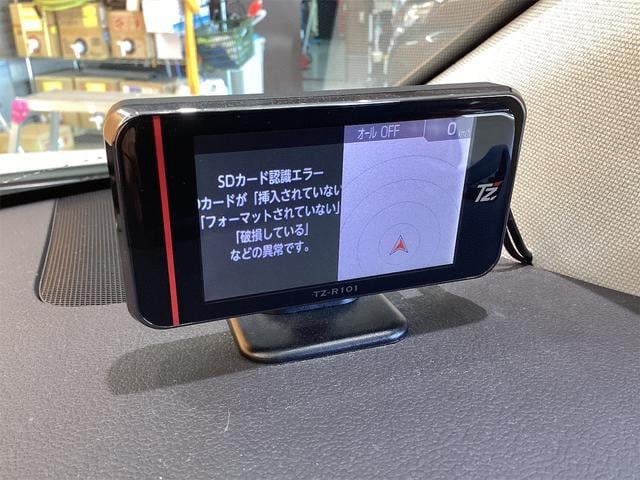 SDカード認識エラー
カードが「挿入されていない
「フォーマットされていない」
「破損している」
などの異常です。
オール OFF
0 km/h
TZ
TZ-R101